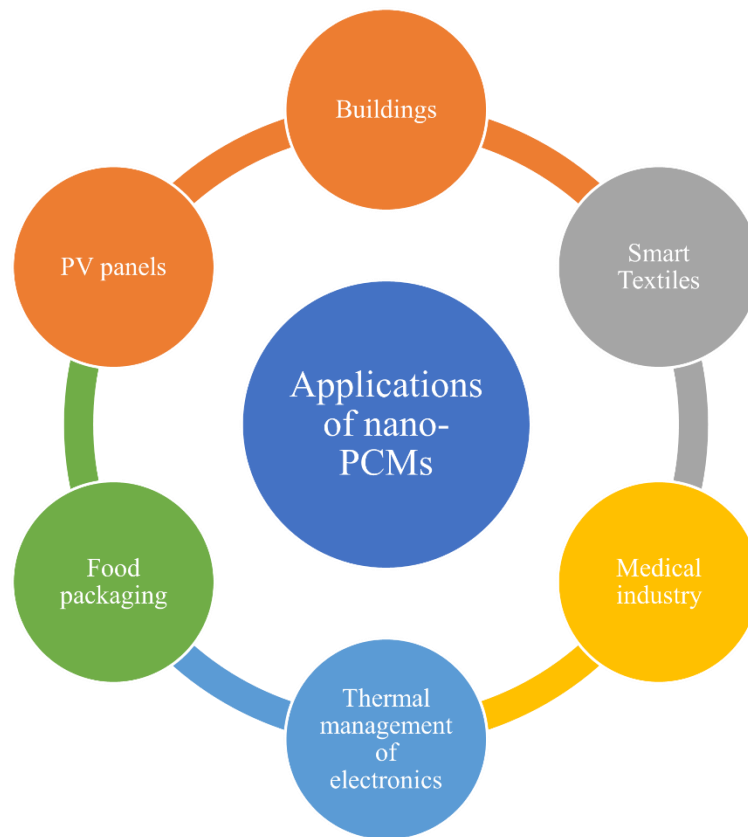 Buildings
Smart
Textiles
Medical
industry
Thermal
management
of
electronics
Food
packaging
PV panels
Applications
of nano-
PCMs